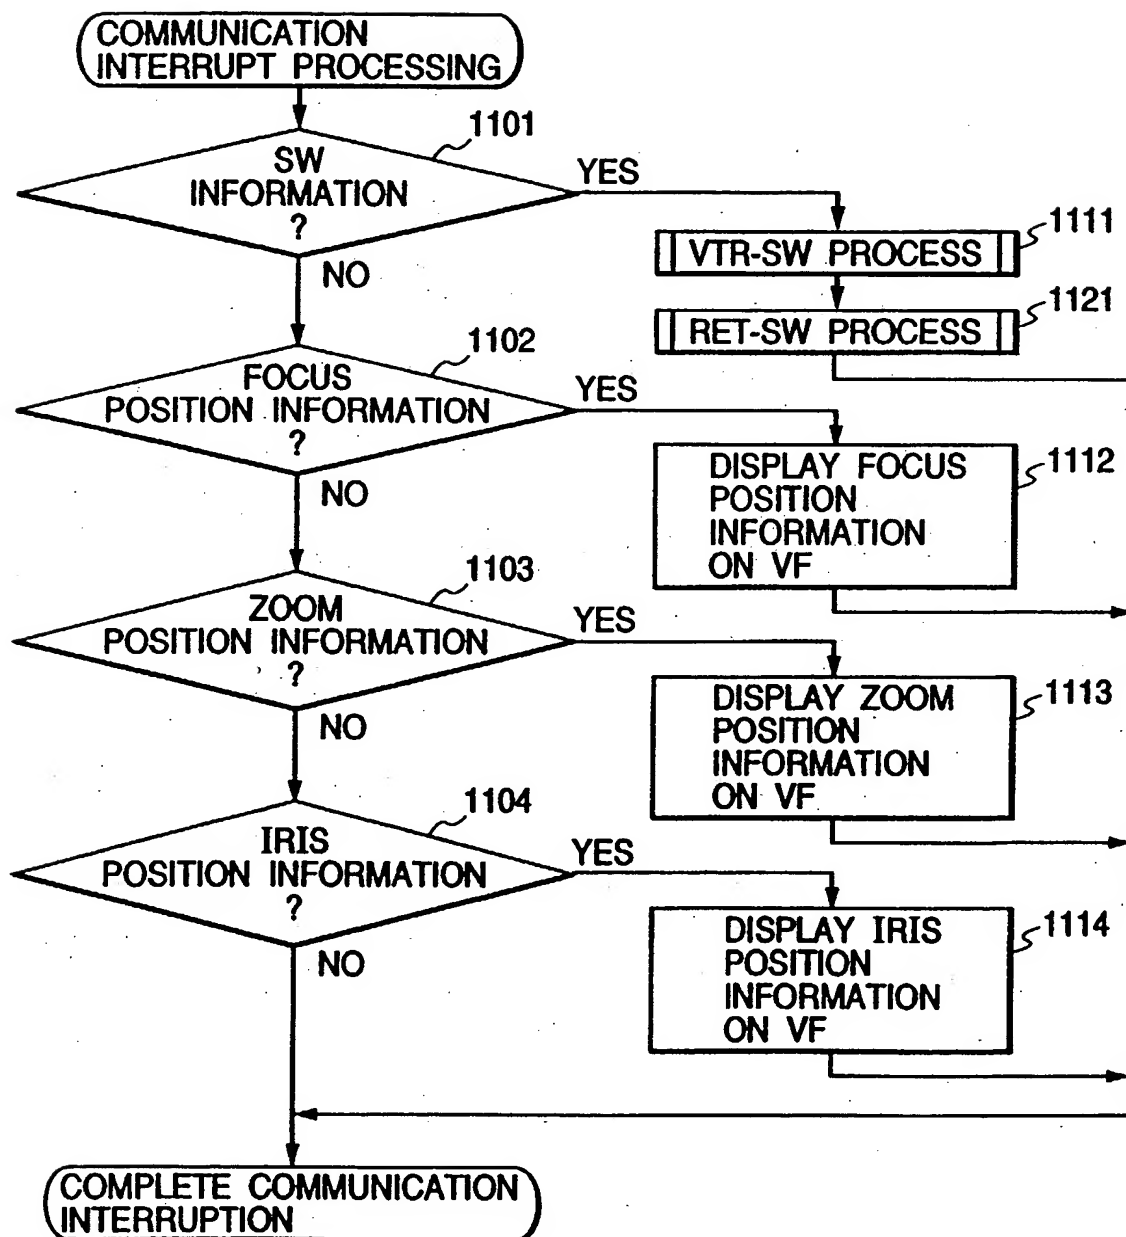 COMMUNICATION
INTERRUPT PROCESSING
1101
SW
INFORMATION
?
YES
NO
1111
VTR-SW PROCESS
1121
RET-SW PROCESS
1102
FOCUS
POSITION INFORMATION
?
YES
NO
1112
DISPLAY FOCUS
POSITION
INFORMATION
ON VF
1103
ZOOM
POSITION INFORMATION
?
YES
NO
1113
DISPLAY ZOOM
POSITION
INFORMATION
ON VF
1104
IRIS
POSITION INFORMATION
?
YES
NO
1114
DISPLAY IRIS
POSITION
INFORMATION
ON VF
COMPLETE COMMUNICATION
INTERRUPTION